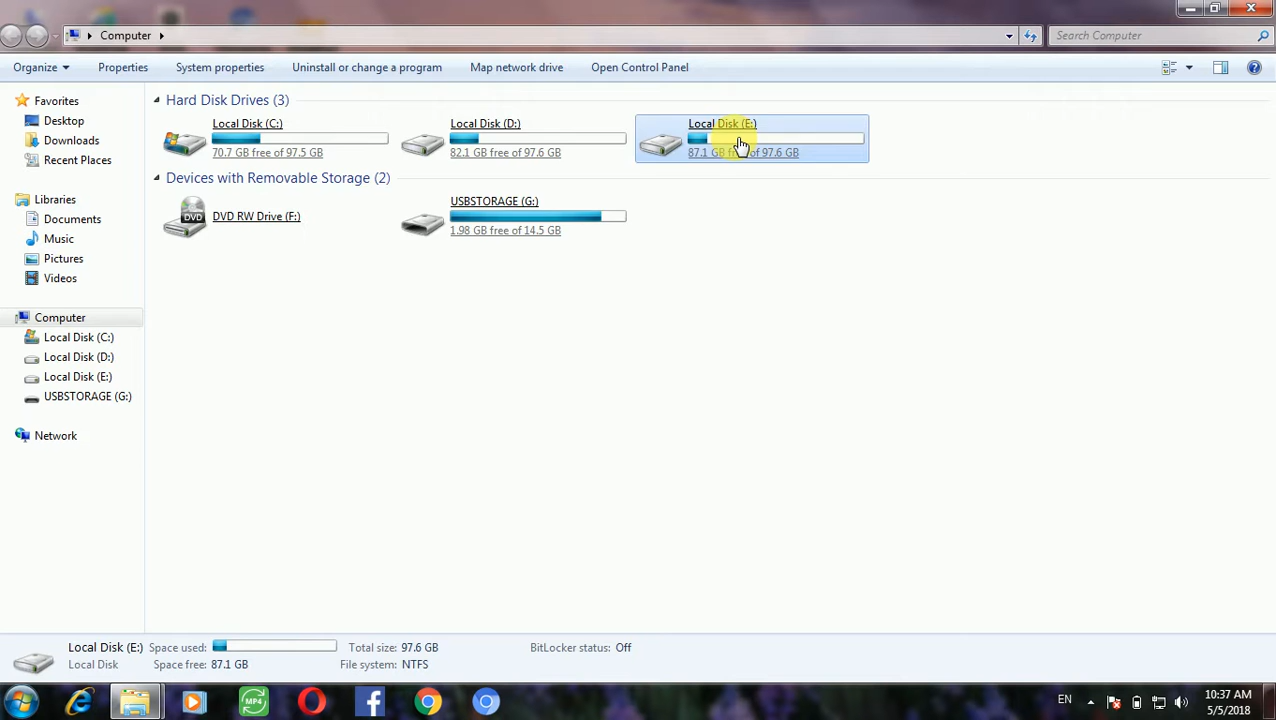 Computer
Search Computer
Organize
Properties
System properties
Uninstall or change a program
Map network drive
Open Control Panel
Favorites
Desktop
Downloads
Recent Places
Libraries
Documents
Music
Pictures
Videos
Computer
Local Disk (C:)
Local Disk (D:)
Local Disk (E:)
USBSTORAGE (G:)
Network
Hard Disk Drives (3)
Local Disk (C:)
70.7 GB free of 97.5 GB
Local Disk (D:)
82.1 GB free of 97.6 GB
Local Disk (E:)
87.1 GB free of 97.6 GB
Devices with Removable Storage (2)
DVD
DVD RW Drive (F:)
USBSTORAGE (G:)
1.98 GB free of 14.5 GB
Local Disk (E:) Space used: Total size: 97.6 GB BitLocker status: Off
Local Disk Space free: 87.1 GB File system: NTFS
MP4
EN
10:37 AM
5/5/2018